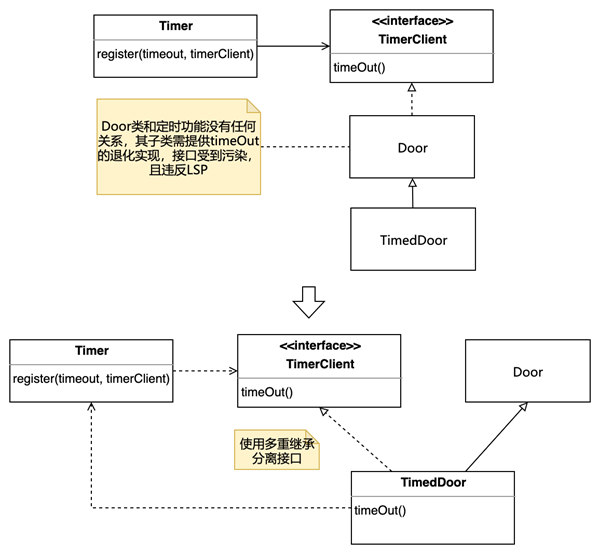 Timer
register(timeout, timerClient)
<<interface>>
TimerClient
timeOut()
Door类和定时功能没有任何
关系，其子类需提供timeOut
的退化实现，接口受到污染，
且违反LSP
Door
TimedDoor
Timer
register(timeout, timerClient)
<<interface>>
TimerClient
timeOut()
Door
使用多重继承
分离接口
TimedDoor
timeOut()